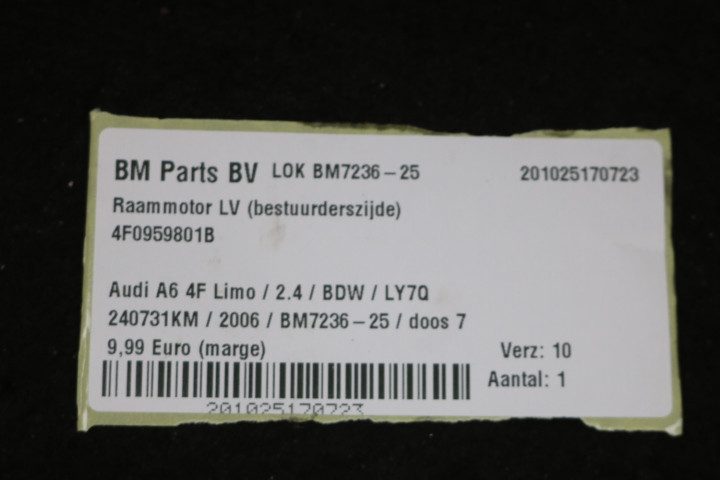 BM Parts BV LOK BM7236-25 201025170723
Raammotor LV (bestuurderszijde)
4F0959801B
Audi A6 4F Limo / 2.4 / BDW / LY7Q
240731KM / 2006 / BM7236-25 / doos 7
9,99 Euro (marge) Verz: 10
Aantal: 1
201025170723